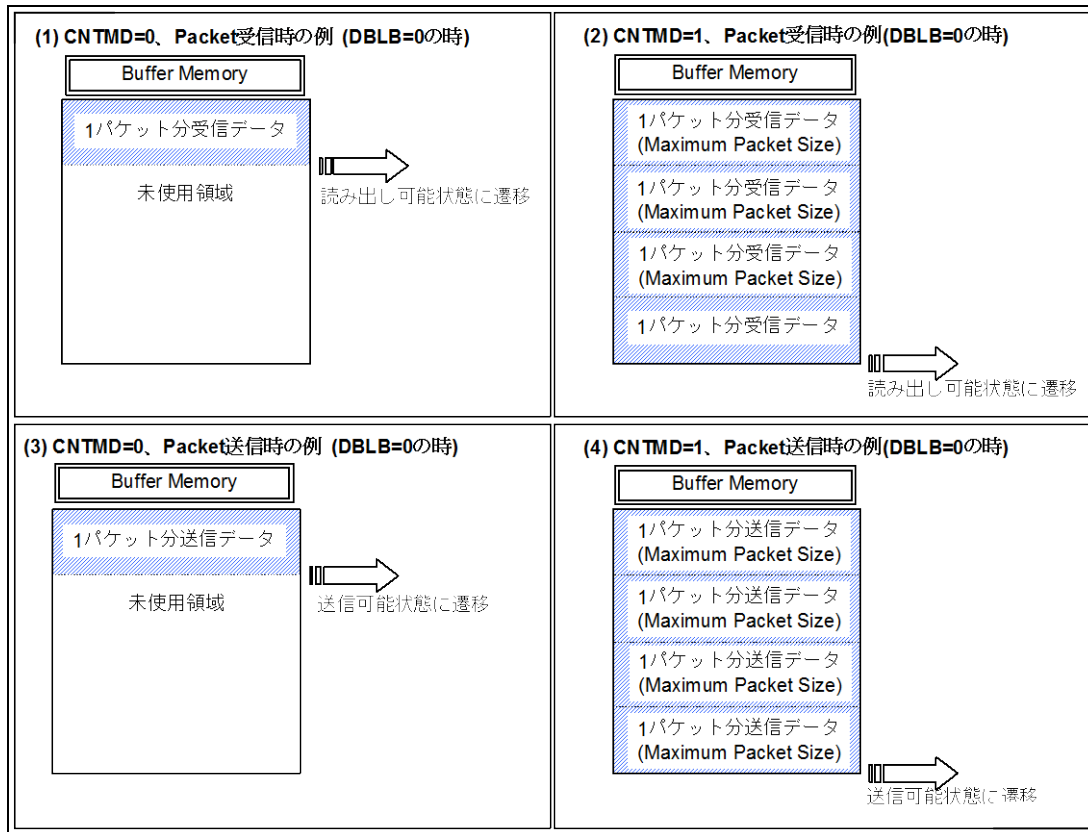 (1) CNTMD=0、Packet受信時の例 (DBLB=0の時)
Buffer Memory
1パケット分受信データ
未使用領域
読み出し可能状態に遷移
(2) CNTMD=1、Packet受信時の例(DBLB=0の時)
Buffer Memory
1パケット分受信データ
(Maximum Packet Size)
1パケット分受信データ
(Maximum Packet Size)
1パケット分受信データ
(Maximum Packet Size)
1パケット分受信データ
読み出し可能状態に遷移
(3) CNTMD=0、Packet送信時の例 (DBLB=0の時)
Buffer Memory
1パケット分送信データ
未使用領域
送信可能状態に遷移
(4) CNTMD=1、Packet送信時の例(DBLB=0の時)
Buffer Memory
1パケット分送信データ
(Maximum Packet Size)
1パケット分送信データ
(Maximum Packet Size)
1パケット分送信データ
(Maximum Packet Size)
1パケット分送信データ
(Maximum Packet Size)
送信可能状態に遷移